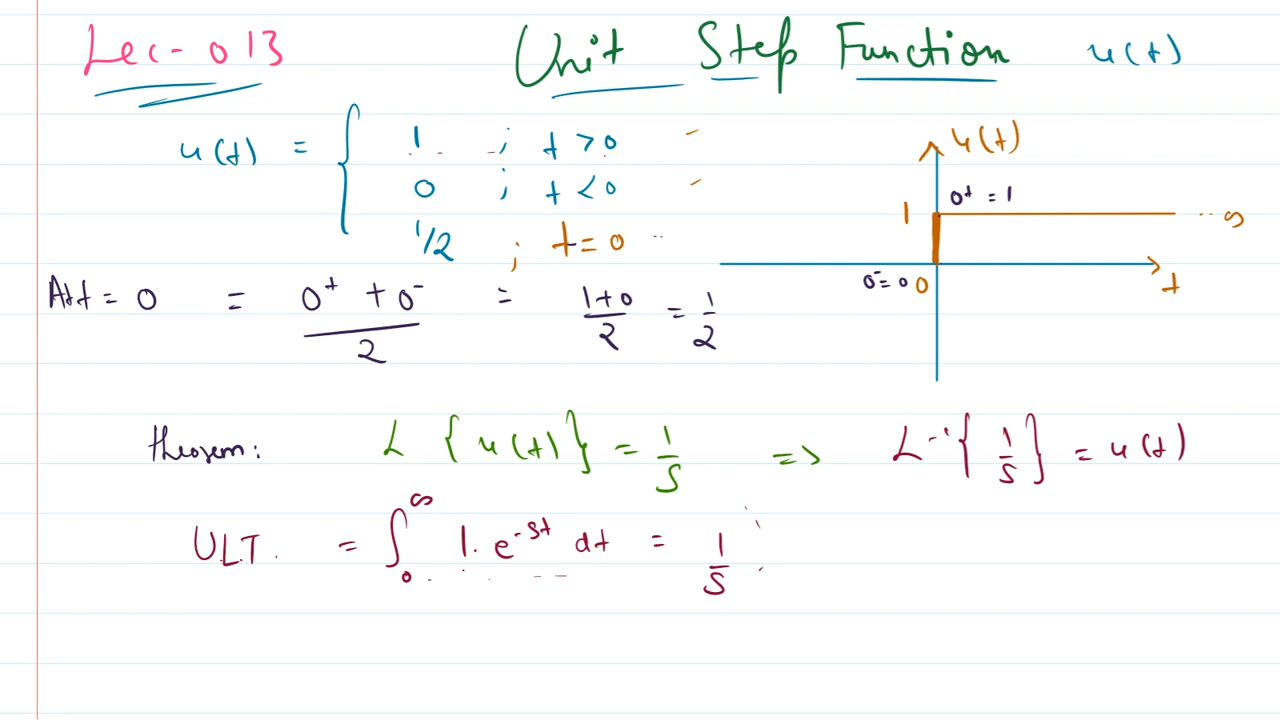 Lec-013
Unit Step Function u(t)
u(t) = { 1 ; t > 0
0 ; t < 0
1/2 ; t = 0
u(t)
0⁺ = 1
1 ... ∞
0⁻ = 0 0 t
At t = 0 = (0⁺ + 0⁻)/2 = (1+0)/2 = 1/2
theorem: L {u(t)} = 1/s => L⁻¹ {1/s} = u(t)
ULT = ∫₀^∞ 1. e^(-st) dt = 1/s